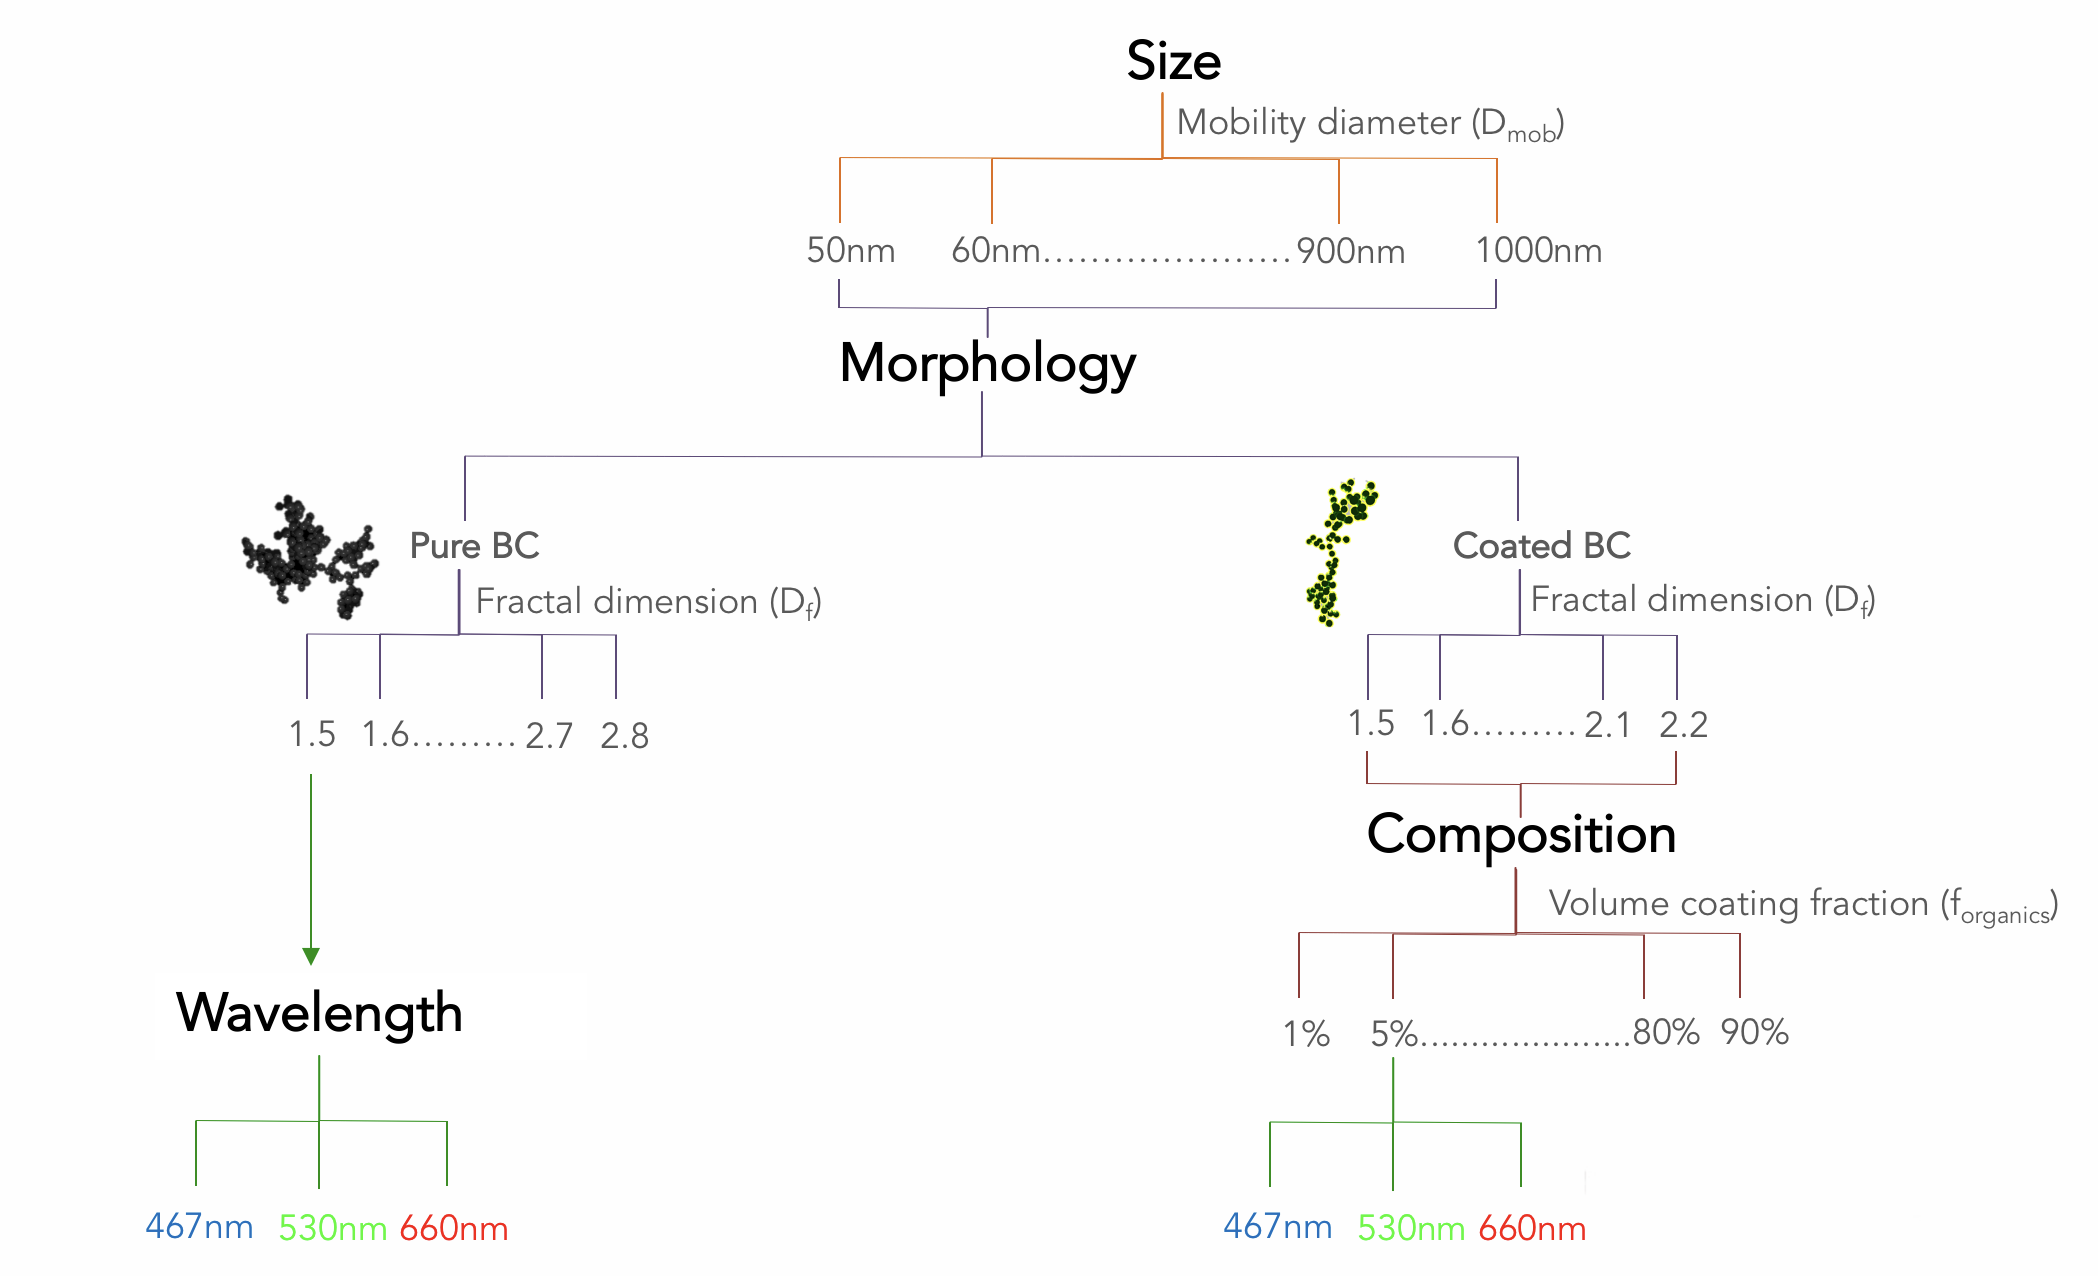 Size
Mobility diameter (Dmob)
50nm 60nm.....................900nm 1000nm
Morphology
Pure BC
Fractal dimension (Df)
1.5 1.6......... 2.7 2.8
Coated BC
Fractal dimension (Df)
1.5 1.6......... 2.1 2.2
Composition
Volume coating fraction (forganics)
1% 5%.....................80% 90%
Wavelength
467nm 530nm 660nm
467nm 530nm 660nm